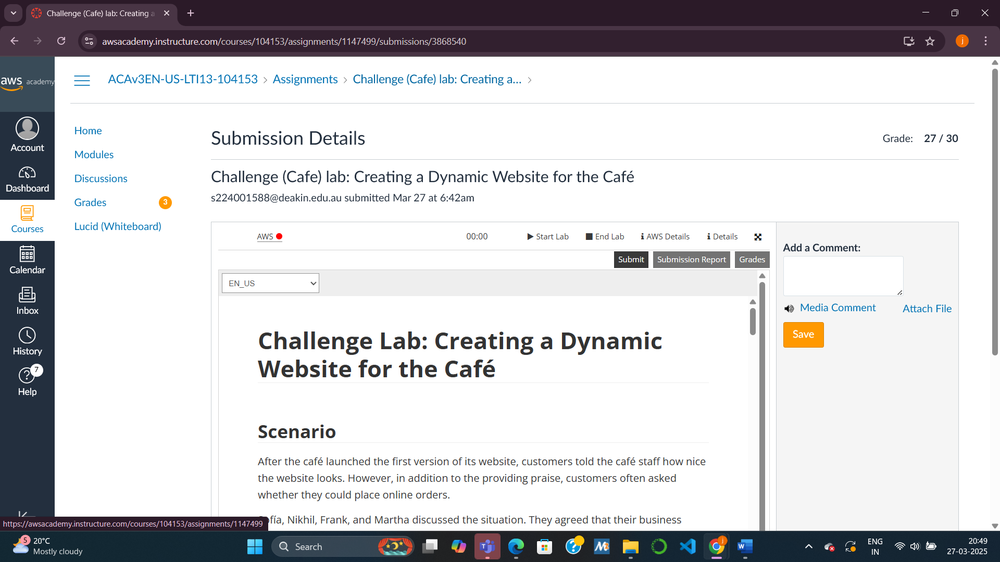 Challenge (Cafe) lab: Creating a
awsacademy.instructure.com/courses/104153/assignments/1147499/submissions/3868540
j
aws academy
ACAv3EN-US-LTI13-104153 > Assignments > Challenge (Cafe) lab: Creating a... >
Account
Dashboard
Courses
Calendar
Inbox
History
7
Help
Home
Modules
Discussions
Grades 3
Lucid (Whiteboard)
Submission Details
Grade: 27 / 30
Challenge (Cafe) lab: Creating a Dynamic Website for the Café
s224001588@deakin.edu.au submitted Mar 27 at 6:42am
AWS 00:00 Start Lab End Lab AWS Details Details
Submit Submission Report Grades
EN_US
Challenge Lab: Creating a Dynamic
Website for the Café
Scenario
After the café launched the first version of its website, customers told the café staff how nice
the website looks. However, in addition to the providing praise, customers often asked
whether they could place online orders.
Sofía, Nikhil, Frank, and Martha discussed the situation. They agreed that their business
Add a Comment:
Media Comment Attach File
Save
https://awsacademy.instructure.com/courses/104153/assignments/1147499
5
20°C
Mostly cloudy
Search
ENG
IN
20:49
27-03-2025